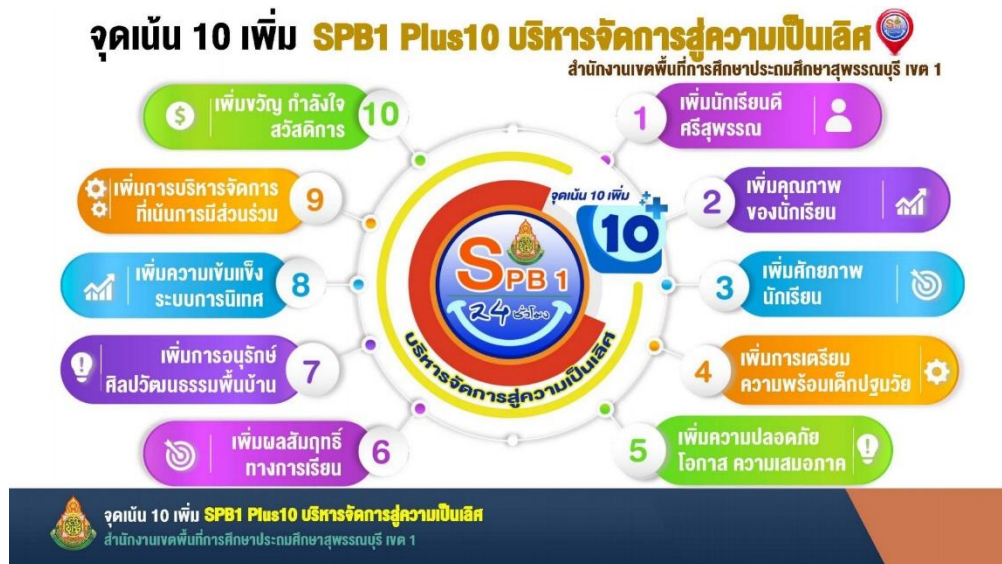 จุดเน้น 10 เพิ่ม SPB1 Plus10 บริหารจัดการสู่ความเป็นเลิศ
สำนักงานเขตพื้นที่การศึกษาประถมศึกษาสุพรรณบุรี เขต 1
1
เพิ่มนักเรียนดี
ศรีสุพรรณ
2
เพิ่มคุณภาพ
ของนักเรียน
3
เพิ่มศักยภาพ
นักเรียน
4
เพิ่มการเตรียม
ความพร้อมเด็กปฐมวัย
5
เพิ่มความปลอดภัย
โอกาส ความเสมอภาค
6
เพิ่มผลสัมฤทธิ์
ทางการเรียน
7
เพิ่มการอนุรักษ์
ศิลปวัฒนธรรมพื้นบ้าน
8
เพิ่มความเข้มแข็ง
ระบบการนิเทศ
9
เพิ่มการบริหารจัดการ
ที่เน้นการมีส่วนร่วม
10
เพิ่มขวัญ กำลังใจ
สวัสดิการ
จุดเน้น 10 เพิ่ม
10
SPB 1
24 ชั่วโมง
บริหารจัดการสู่ความเป็นเลิศ
จุดเน้น 10 เพิ่ม SPB1 Plus10 บริหารจัดการสู่ความเป็นเลิศ
สำนักงานเขตพื้นที่การศึกษาประถมศึกษาสุพรรณบุรี เขต 1